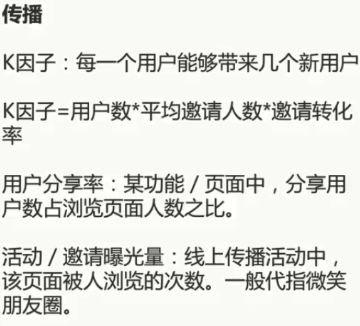 传播
K因子：每一个用户能够带来几个新用户
K因子=用户数*平均邀请人数*邀请转化
率
用户分享率：某功能／页面中，分享用
户数占浏览页面人数之比。
活动／邀请曝光量：线上传播活动中，
该页面被人浏览的次数。一般代指微笑
朋友圈。